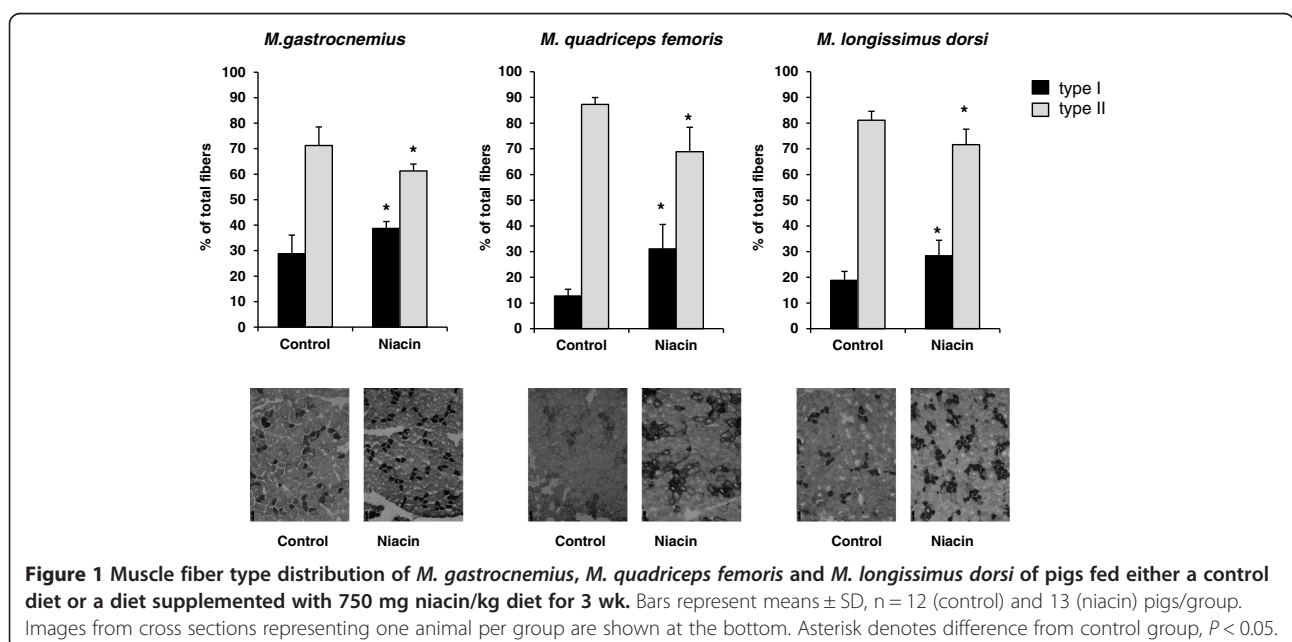 M.gastrocnemius
M. quadriceps femoris
M. longissimus dorsi
% of total fibers
100
90
80
70
60
50
40
30
20
10
0
*
*
Control
Niacin
% of total fibers
100
90
80
70
60
50
40
30
20
10
0
*
*
Control
Niacin
% of total fibers
100
90
80
70
60
50
40
30
20
10
0
*
*
Control
Niacin
type I
type II
Control
Niacin
Control
Niacin
Control
Niacin
Figure 1 Muscle fiber type distribution of M. gastrocnemius, M. quadriceps femoris and M. longissimus dorsi of pigs fed either a control
diet or a diet supplemented with 750 mg niacin/kg diet for 3 wk. Bars represent means ± SD, n = 12 (control) and 13 (niacin) pigs/group.
Images from cross sections representing one animal per group are shown at the bottom. Asterisk denotes difference from control group, P < 0.05.